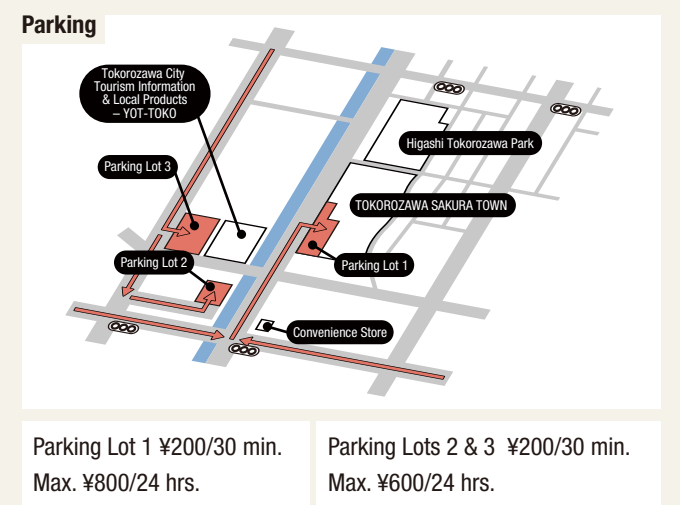 Parking
Tokorozawa City
Tourism Information
& Local Products
– YOT-TOKO
Higashi Tokorozawa Park
Parking Lot 3
TOKOROZAWA SAKURA TOWN
Parking Lot 2
Parking Lot 1
Convenience Store
Parking Lot 1 ¥200/30 min.
Max. ¥800/24 hrs.
Parking Lots 2 & 3 ¥200/30 min.
Max. ¥600/24 hrs.